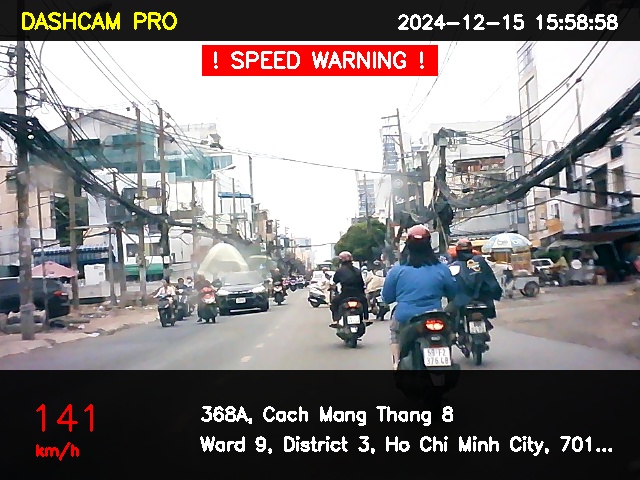 DASHCAM PRO
2024-12-15 15:58:58
! SPEED WARNING !
141
km/h
368A, Cach Mang Thang 8
Ward 9, District 3, Ho Chi Minh City, 701...